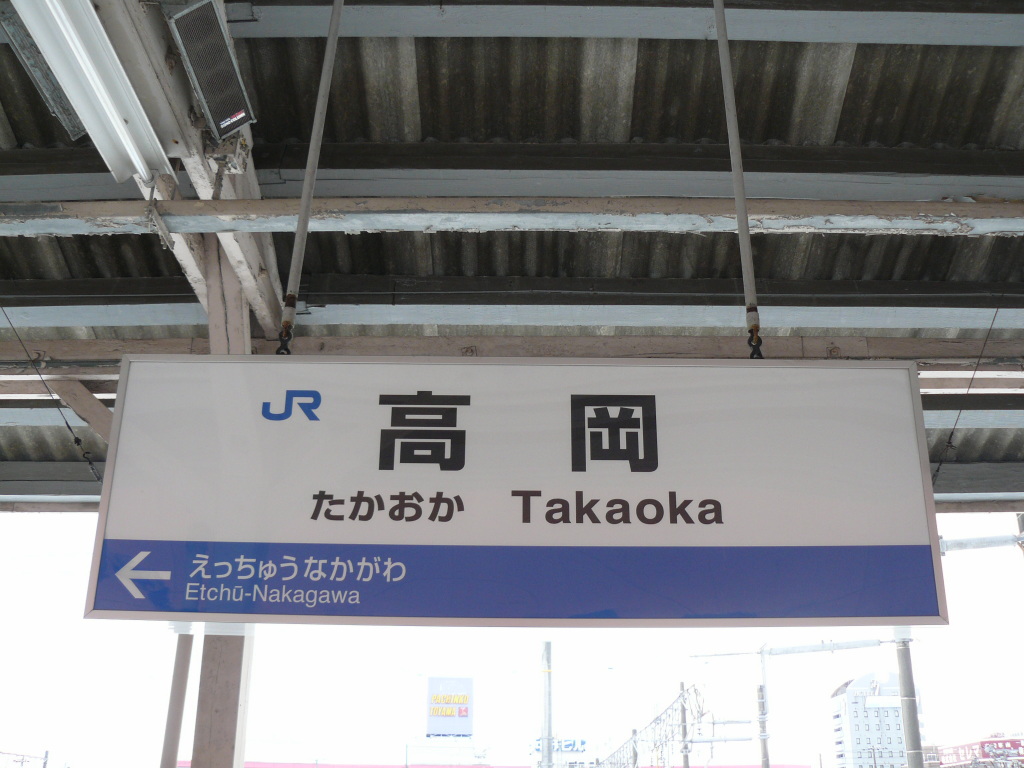 JR 高岡
たかおか Takaoka
← えっちゅうなかがわ
Etchū-Nakagawa